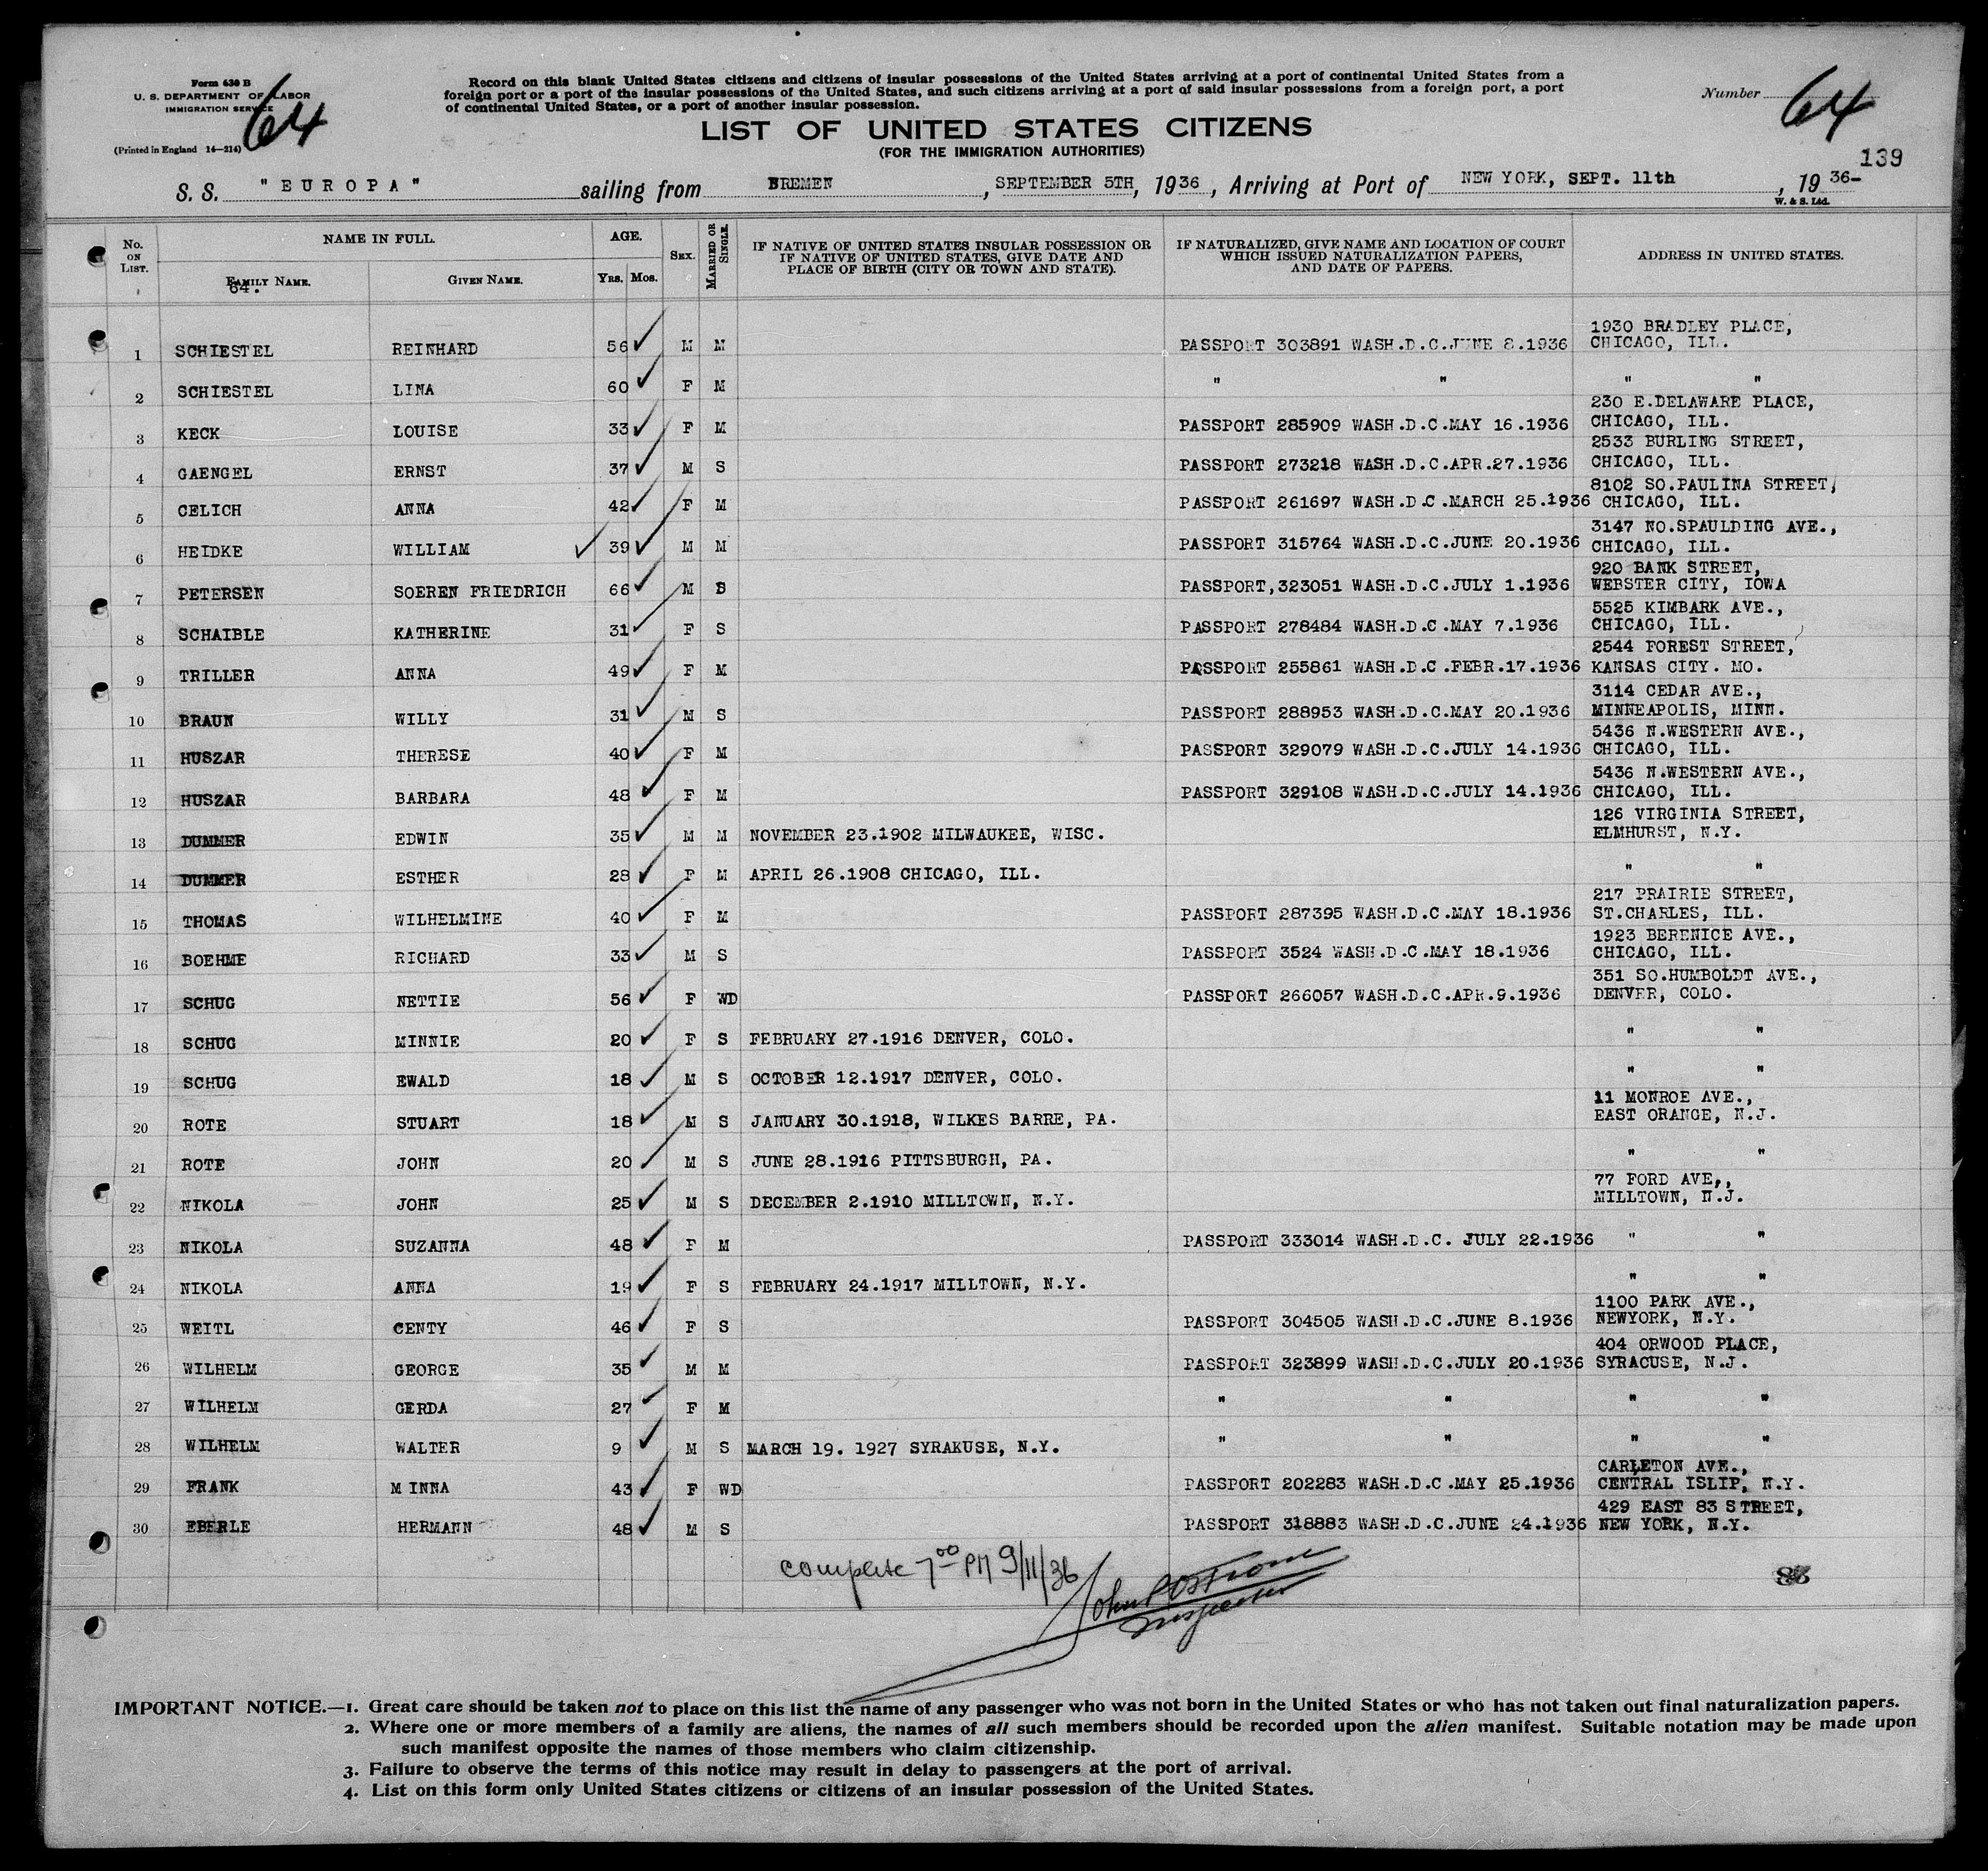 Form 630 B
U. S. DEPARTMENT OF LABOR
IMMIGRATION SERVICE
64
(Printed in England 14—214)
Record on this blank United States citizens and citizens of insular possessions of the United States arriving at a port of continental United States from a
foreign port or a port of the insular possessions of the United States, and such citizens arriving at a port of said insular possessions from a foreign port, a port
of continental United States, or a port of another insular possession.
Number 64
LIST OF UNITED STATES CITIZENS
(FOR THE IMMIGRATION AUTHORITIES)
139
S. S. "EUROPA" sailing from BREMEN, SEPTEMBER 5TH, 1936, Arriving at Port of NEW YORK, SEPT. 11th, 1936-
W. & S. Ltd.
No. ON LIST. NAME IN FULL. AGE. SEX. MARRIED OR SINGLE. IF NATIVE OF UNITED STATES INSULAR POSSESSION OR IF NATIVE OF UNITED STATES, GIVE DATE AND PLACE OF BIRTH (CITY OR TOWN AND STATE). IF NATURALIZED, GIVE NAME AND LOCATION OF COURT WHICH ISSUED NATURALIZATION PAPERS, AND DATE OF PAPERS. ADDRESS IN UNITED STATES.
FAMILY NAME. GIVEN NAME. YRS. MOS.
64.
1 SCHIESTEL REINHARD 56 M M PASSPORT 303891 WASH.D.C.JUNE 8.1936 1930 BRADLEY PLACE, CHICAGO, ILL.
2 SCHIESTEL LINA 60 F M " " " "
3 KECK LOUISE 33 F M PASSPORT 285909 WASH.D.C.MAY 16.1936 230 E.DELAWARE PLACE, CHICAGO, ILL.
4 GAENGEL ERNST 37 M S PASSPORT 273218 WASH.D.C.APR.27.1936 2533 BURLING STREET, CHICAGO, ILL.
5 CELICH ANNA 42 F M PASSPORT 261697 WASH.D.C.MARCH 25.1936 8102 SO.PAULINA STREET, CHICAGO, ILL.
6 HEIDKE WILLIAM 39 M M PASSPORT 315764 WASH.D.C.JUNE 20.1936 3147 NO.SPAULDING AVE., CHICAGO, ILL.
7 PETERSEN SOEREN FRIEDRICH 66 M S PASSPORT,323051 WASH.D.C.JULY 1.1936 920 BANK STREET, WEBSTER CITY, IOWA
8 SCHAIBLE KATHERINE 31 F S PASSPORT 278484 WASH.D.C.MAY 7.1936 5525 KIMBARK AVE., CHICAGO, ILL.
9 TRILLER ANNA 49 F M PASSPORT 255861 WASH.D.C.FEBR.17.1936 2544 FOREST STREET, KANSAS CITY. MO.
10 BRAUN WILLY 31 M S PASSPORT 288953 WASH.D.C.MAY 20.1936 3114 CEDAR AVE., MINNEAPOLIS, MINN.
11 HUSZAR THERESE 40 F M PASSPORT 329079 WASH.D.C.JULY 14.1936 5436 N.WESTERN AVE., CHICAGO, ILL.
12 HUSZAR BARBARA 48 F M PASSPORT 329108 WASH.D.C.JULY 14.1936 5436 N.WESTERN AVE., CHICAGO, ILL.
13 DUMMER EDWIN 35 M M NOVEMBER 23.1902 MILWAUKEE, WISC. 126 VIRGINIA STREET, ELMHURST, N.Y.
14 DUMMER ESTHER 28 F M APRIL 26.1908 CHICAGO, ILL. " "
15 THOMAS WILHELMINE 40 F M PASSPORT 287395 WASH.D.C.MAY 18.1936 217 PRAIRIE STREET, ST.CHARLES, ILL.
16 BOEHME RICHARD 33 M S PASSPORT 3524 WASH.D.C.MAY 18.1936 1923 BERENICE AVE., CHICAGO, ILL.
17 SCHUG NETTIE 56 F WD PASSPORT 266057 WASH.D.C.APR.9.1936 351 SO.HUMBOLDT AVE., DENVER, COLO.
18 SCHUG MINNIE 20 F S FEBRUARY 27.1916 DENVER, COLO. " "
19 SCHUG EWALD 18 M S OCTOBER 12.1917 DENVER, COLO. " "
20 ROTE STUART 18 M S JANUARY 30.1918, WILKES BARRE, PA. 11 MONROE AVE., EAST ORANGE, N.J.
21 ROTE JOHN 20 M S JUNE 28.1916 PITTSBURGH, PA. " "
22 NIKOLA JOHN 25 M S DECEMBER 2.1910 MILLTOWN, N.Y. 77 FORD AVE,, MILLTOWN, N.J.
23 NIKOLA SUZANNA 48 F M PASSPORT 333014 WASH.D.C. JULY 22.1936 " "
24 NIKOLA ANNA 19 F S FEBRUARY 24.1917 MILLTOWN, N.Y. " "
25 WEITL CENTY 46 F S PASSPORT 304505 WASH.D.C.JUNE 8.1936 1100 PARK AVE., NEWYORK, N.Y.
26 WILHELM GEORGE 35 M M PASSPORT 323899 WASH.D.C.JULY 20.1936 404 ORWOOD PLACE, SYRACUSE, N.J.
27 WILHELM GERDA 27 F M " " " "
28 WILHELM WALTER 9 M S MARCH 19. 1927 SYRAKUSE, N.Y. " " " "
29 FRANK MINNA 43 F WD PASSPORT 202283 WASH.D.C.MAY 25.1936 CARLETON AVE., CENTRAL ISLIP, N.Y.
30 EBERLE HERMANN 48 M S PASSPORT 318883 WASH.D.C.JUNE 24.1936 429 EAST 83 STREET, NEW YORK, N.Y.
complete 7 00 PM 9/11/36
John
Inspector
IMPORTANT NOTICE.—1. Great care should be taken not to place on this list the name of any passenger who was not born in the United States or who has not taken out final naturalization papers.
2. Where one or more members of a family are aliens, the names of all such members should be recorded upon the alien manifest. Suitable notation may be made upon
such manifest opposite the names of those members who claim citizenship.
3. Failure to observe the terms of this notice may result in delay to passengers at the port of arrival.
4. List on this form only United States citizens or citizens of an insular possession of the United States.